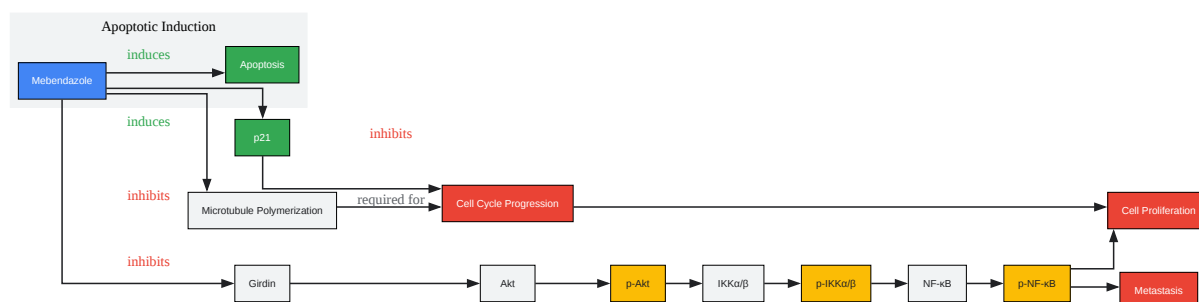 Apoptotic Induction
induces
Apoptosis
Mebendazole
induces
p21
inhibits
inhibits
Microtubule Polymerization
required for
Cell Cycle Progression
Cell Proliferation
inhibits
Girdin
Akt
p-Akt
IKKα/β
p-IKKα/β
NF-κB
p-NF-κB
Metastasis